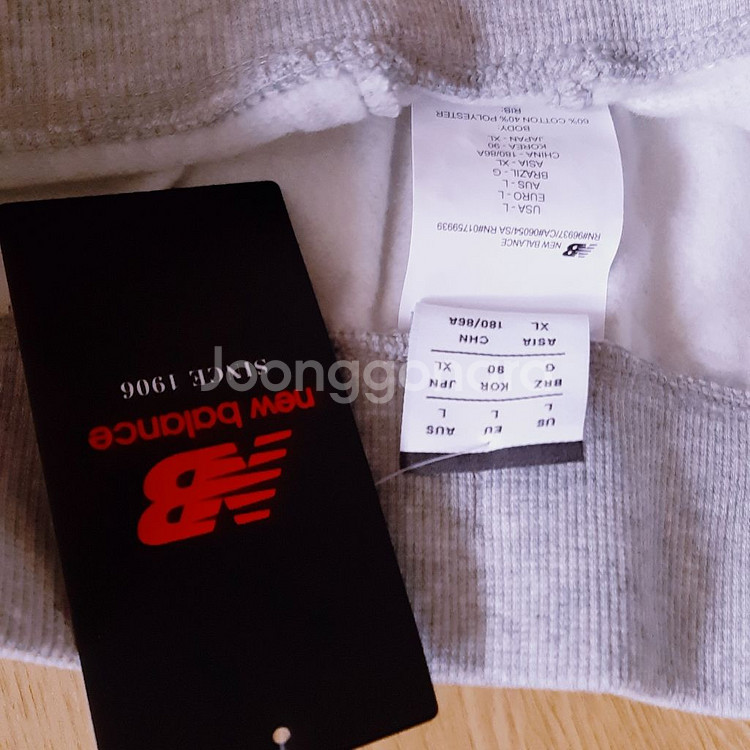 NEW BALANCE
RN#96937/CA#06054/SA RN#01759939
USA-L
EURO-L
AUS-L
BRAZIL-G
ASIA-XL
CHINA-180/86A
KOREA-90
JAPAN-XL
BODY:
60% COTTON 40% POLYESTER
RIB:
US EU AUS
L L L
BRZ KOR JPN
G 90 XL
ASIA CHN
XL 180/86A
NB
new balance
SINCE 1906
Joonggonara